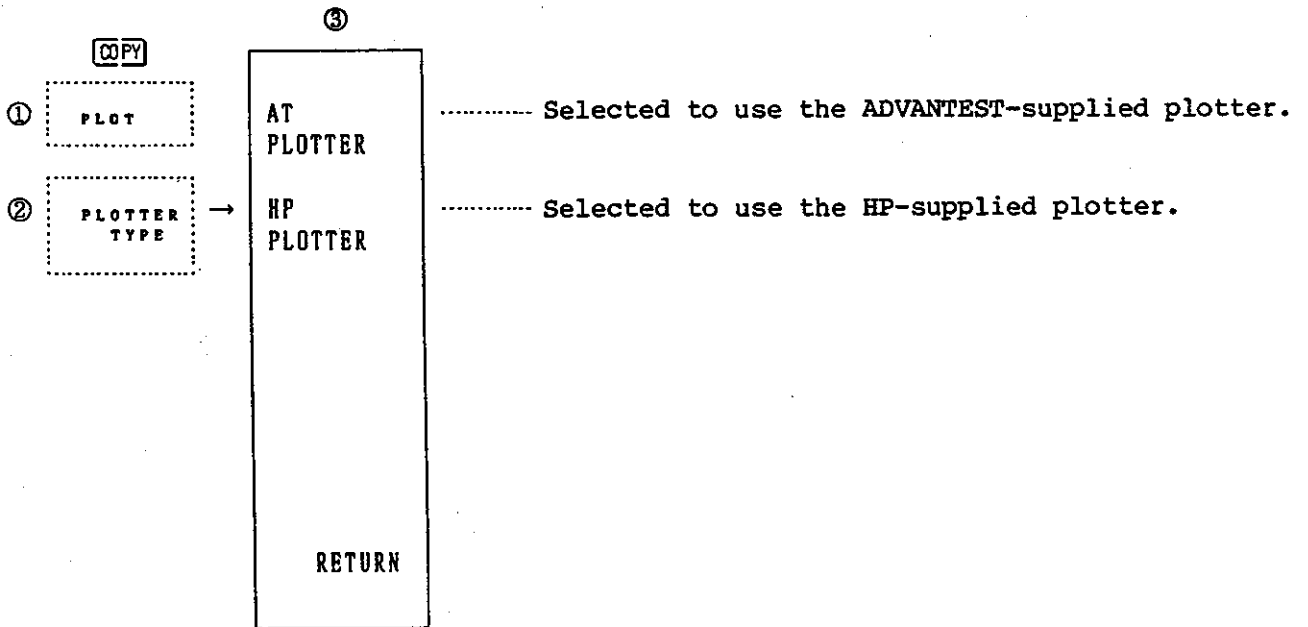 ③
COPY
① PLOT
AT
PLOTTER
Selected to use the ADVANTEST-supplied plotter.
② PLOTTER
TYPE
→
HP
PLOTTER
Selected to use the HP-supplied plotter.
RETURN